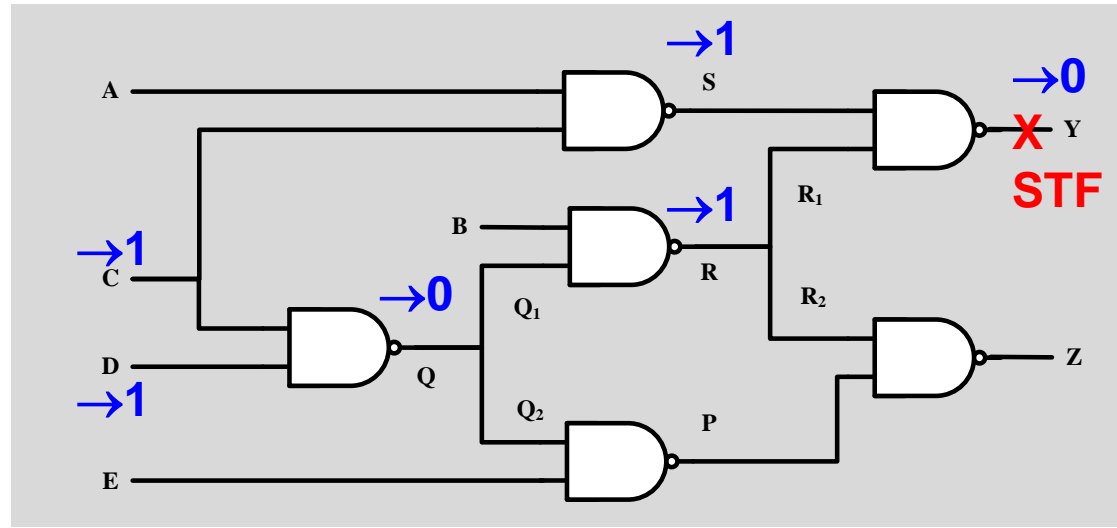 →1
S
→0
A
X
Y
STF
R₁
B
→1
→1
C
R
→0
R₂
Q₁
Z
D
Q
→1
Q₂
P
E